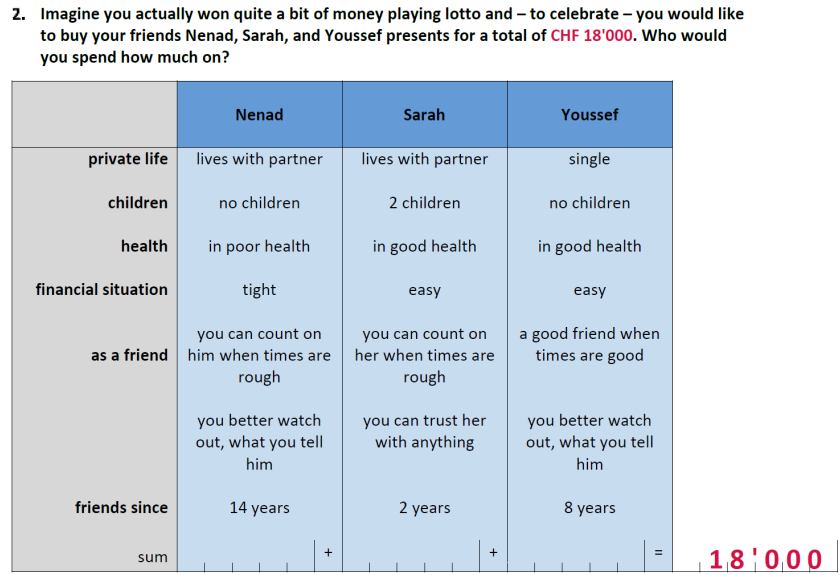 2. Imagine you actually won quite a bit of money playing lotto and – to celebrate – you would like
to buy your friends Nenad, Sarah, and Youssef presents for a total of CHF 18'000. Who would
you spend how much on?
Nenad Sarah Youssef
private life lives with partner lives with partner single
children no children 2 children no children
health in poor health in good health in good health
financial situation tight easy easy
you can count on you can count on a good friend when
as a friend him when times are her when times are times are good
rough rough
you better watch you can trust her you better watch
out, what you tell with anything out, what you tell
him him
friends since 14 years 2 years 8 years
sum + + = 18'000